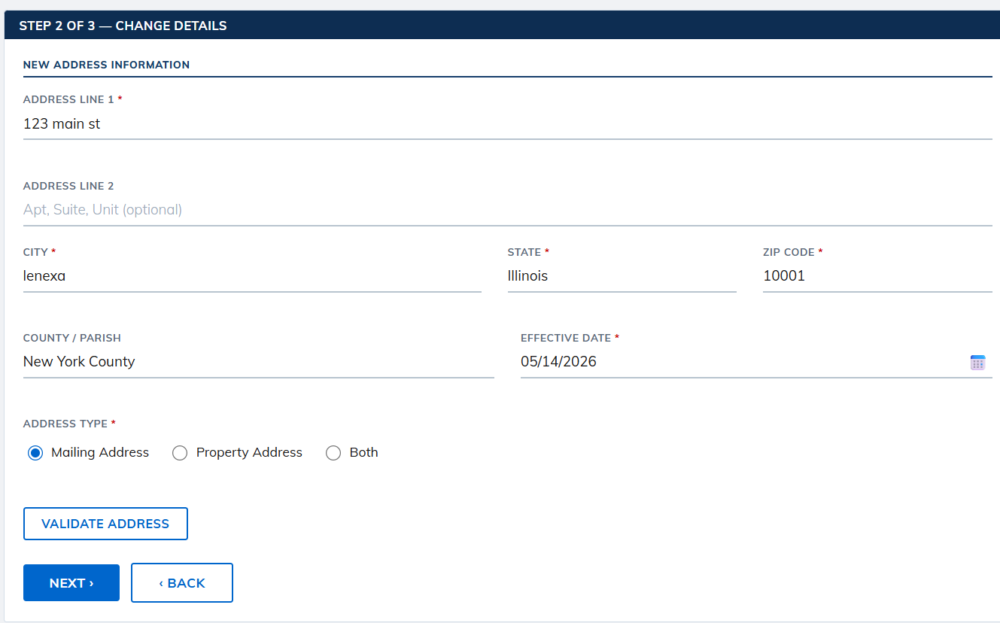 STEP 2 OF 3 — CHANGE DETAILS
NEW ADDRESS INFORMATION
ADDRESS LINE 1 *
123 main st
ADDRESS LINE 2
Apt, Suite, Unit (optional)
CITY * STATE * ZIP CODE *
lenexa Illinois 10001
COUNTY / PARISH EFFECTIVE DATE *
New York County 05/14/2026
ADDRESS TYPE *
Mailing Address Property Address Both
VALIDATE ADDRESS
NEXT › ‹ BACK